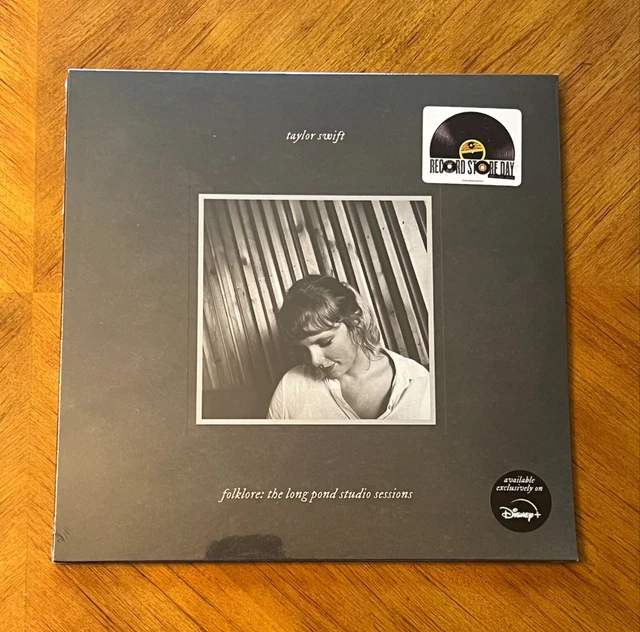 taylor swift
RECORD STORE DAY
folklore: the long pond studio sessions
available
exclusively on
Disney+